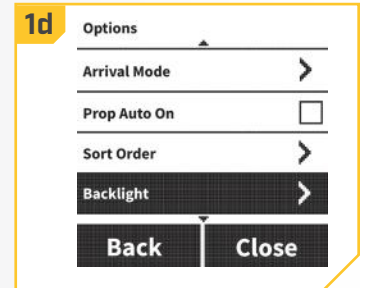 1d
Options
Arrival Mode
Prop Auto On
Sort Order
Backlight
Back Close